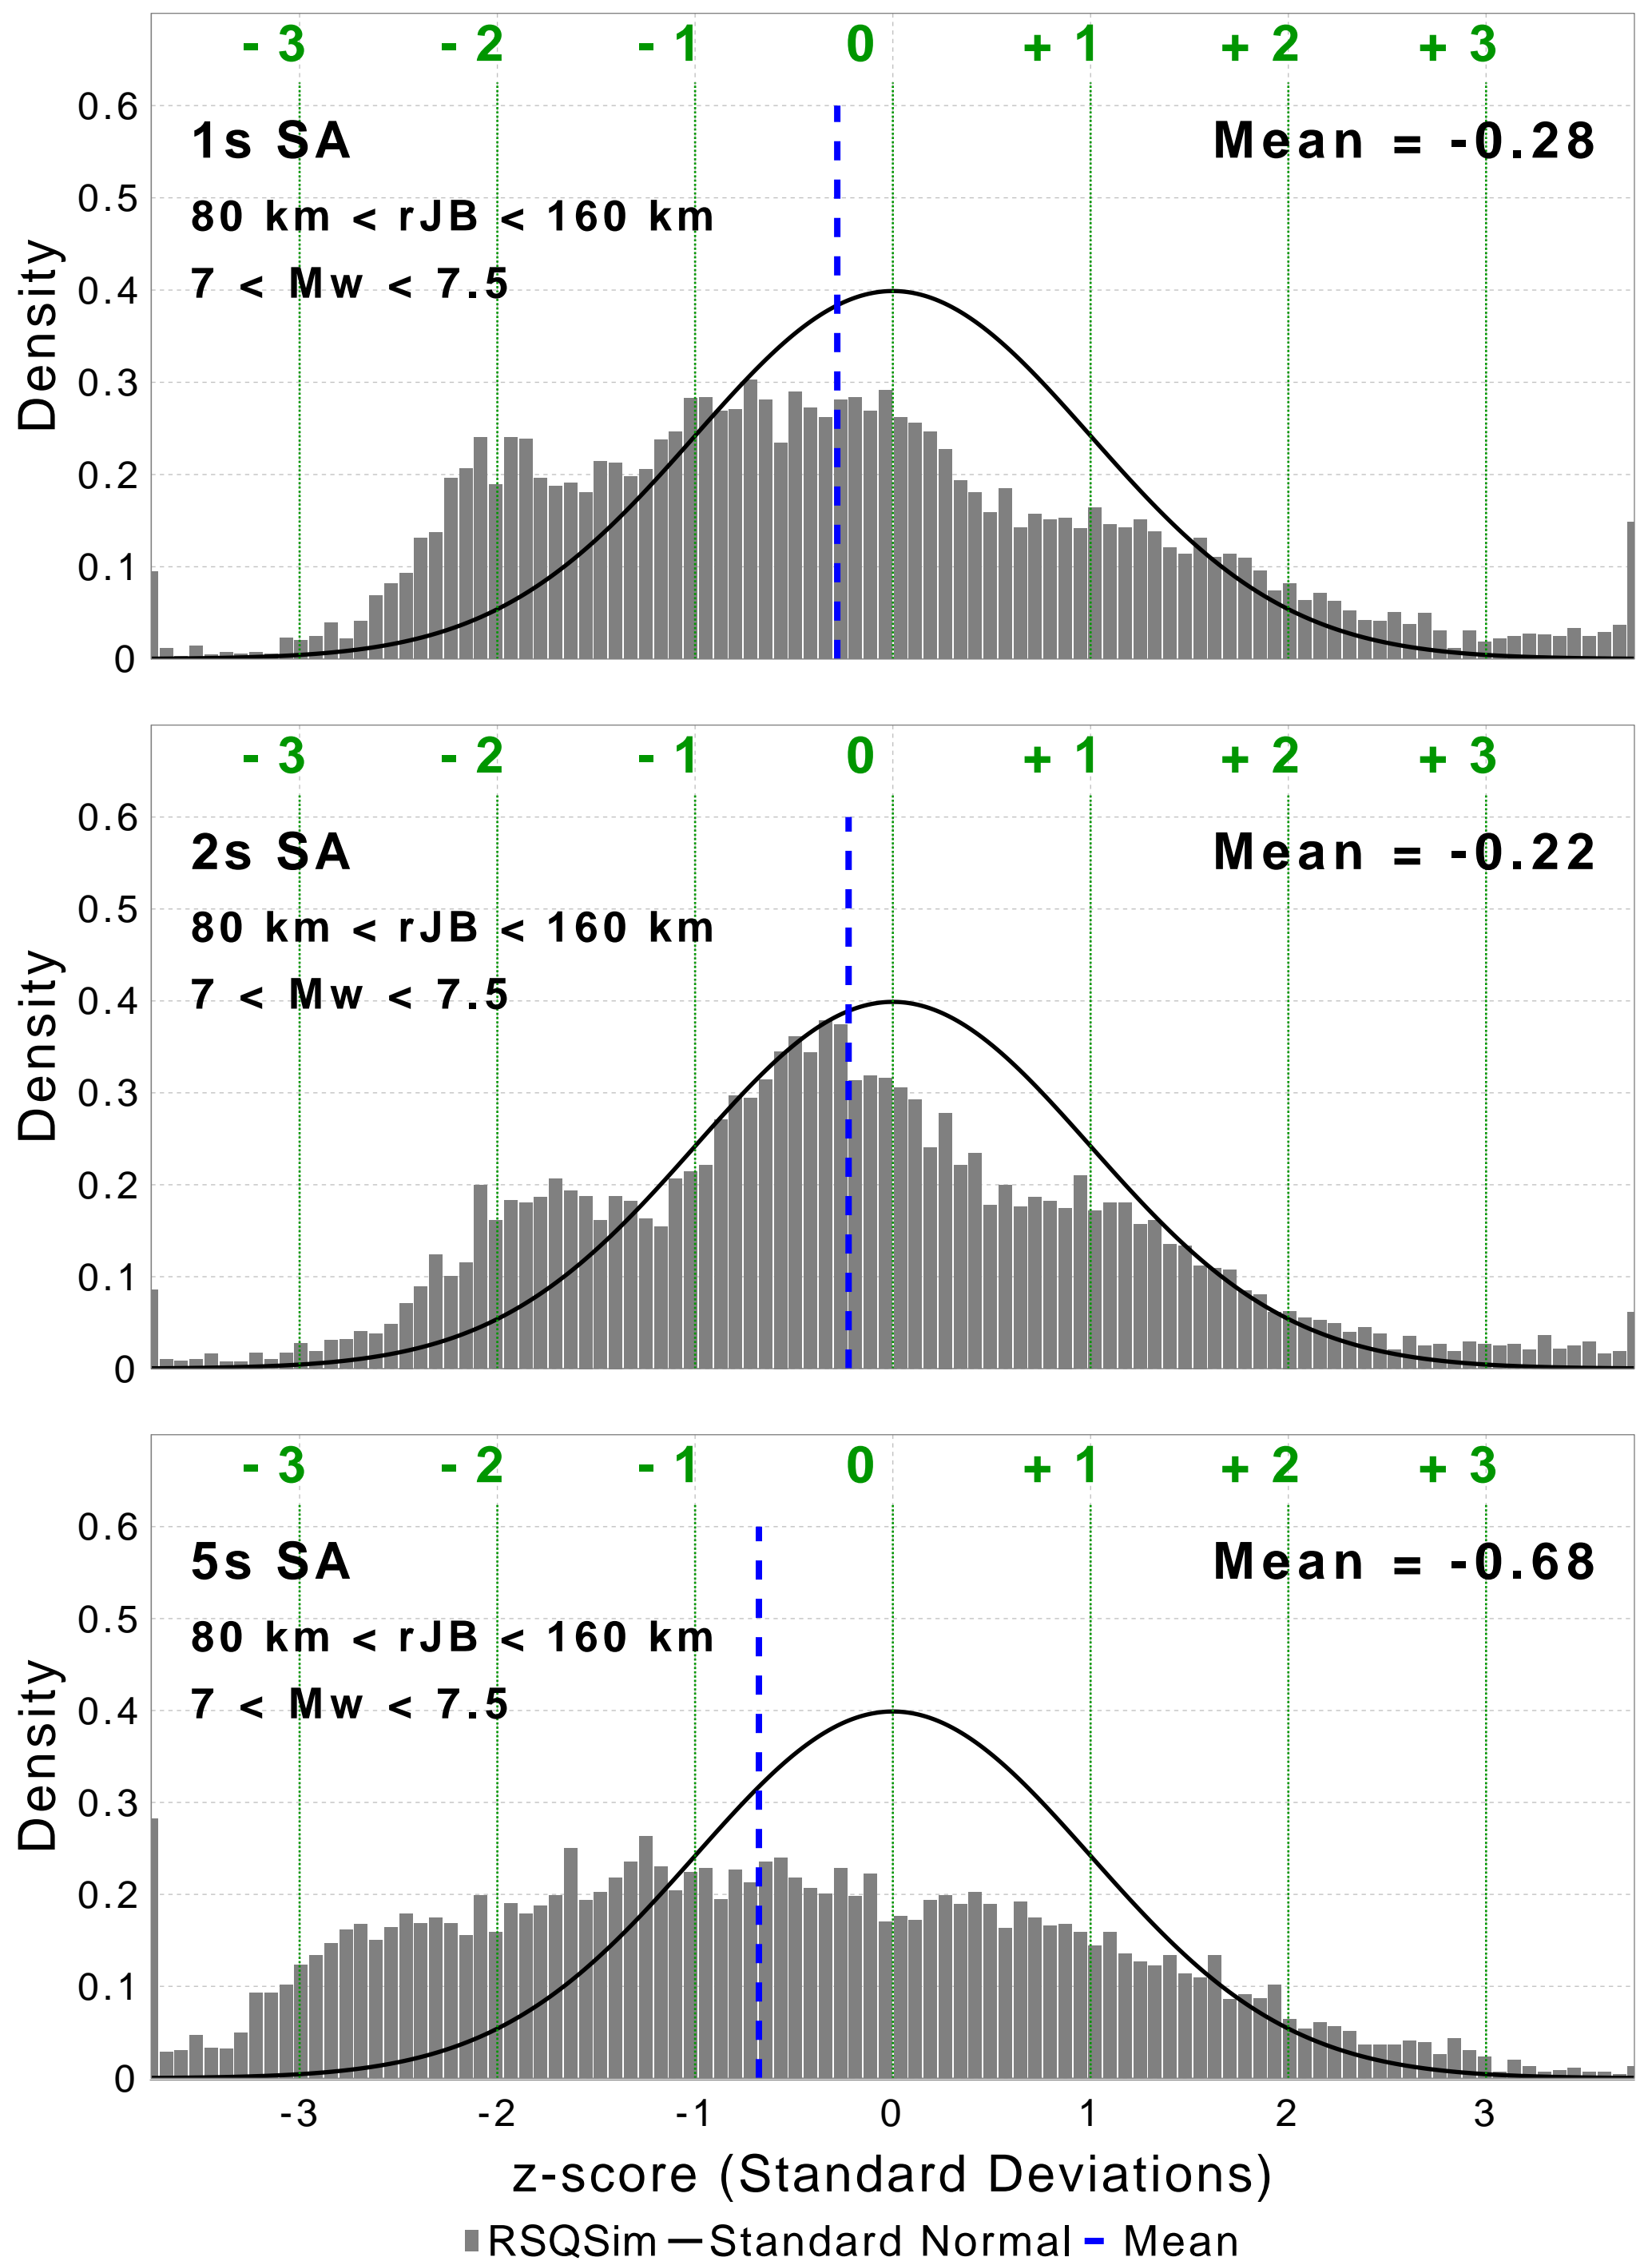 - 3 - 2 - 1 0 + 1 + 2 + 3
0.6
1s SA Mean = -0.28
0.5
80 km < rJB < 160 km
7 < Mw < 7.5
0.4
Density
0.3
0.2
0.1
0
- 3 - 2 - 1 0 + 1 + 2 + 3
0.6
2s SA Mean = -0.22
0.5
80 km < rJB < 160 km
7 < Mw < 7.5
0.4
Density
0.3
0.2
0.1
0
- 3 - 2 - 1 0 + 1 + 2 + 3
0.6
5s SA Mean = -0.68
0.5
80 km < rJB < 160 km
7 < Mw < 7.5
0.4
Density
0.3
0.2
0.1
0
-3 -2 -1 0 1 2 3
z-score (Standard Deviations)
RSQSim Standard Normal Mean